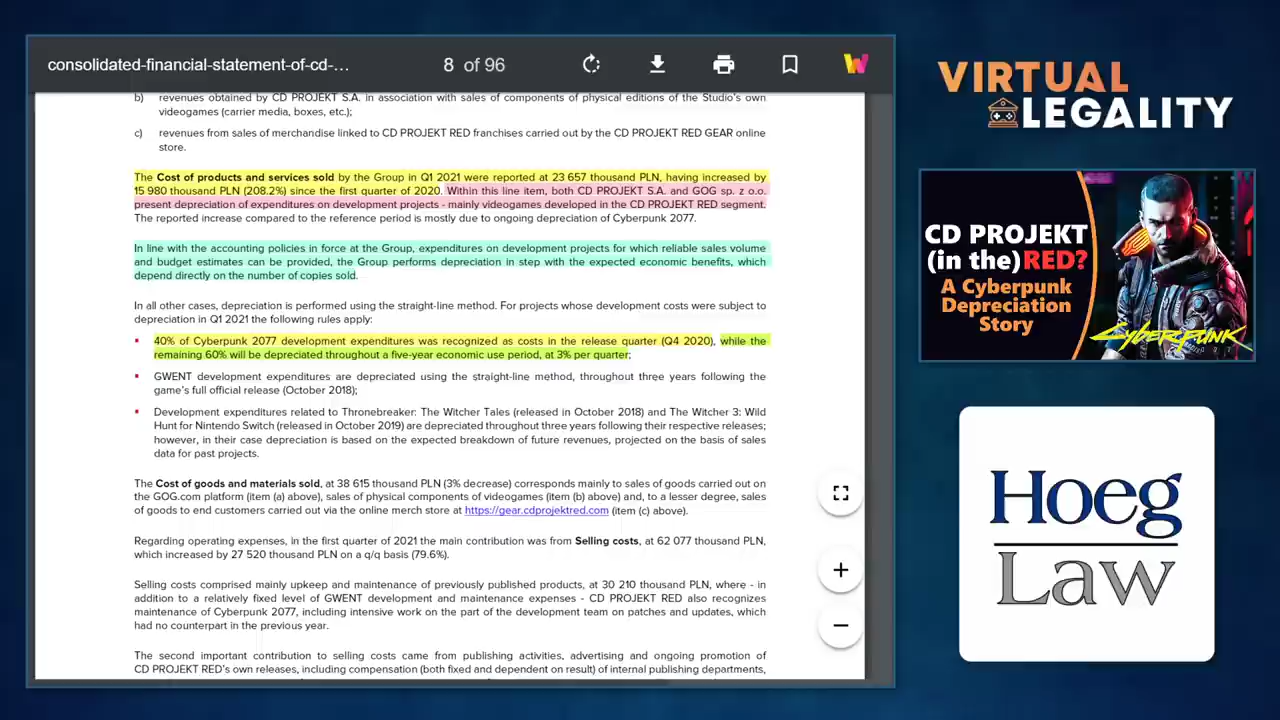 consolidated-financial-statement-of-cd-...
8 of 96
b) revenues obtained by CD PROJEKT S.A. in association with sales of components of physical editions of the Studio's own
videogames (carrier media, boxes, etc.);
c) revenues from sales of merchandise linked to CD PROJEKT RED franchises carried out by the CD PROJEKT RED GEAR online
store.
The Cost of products and services sold by the Group in Q1 2021 were reported at 23 657 thousand PLN, having increased by
15 980 thousand PLN (208.2%) since the first quarter of 2020. Within this line item, both CD PROJEKT S.A. and GOG sp. z o.o.
present depreciation of expenditures on development projects - mainly videogames developed in the CD PROJEKT RED segment.
The reported increase compared to the reference period is mostly due to ongoing depreciation of Cyberpunk 2077.
In line with the accounting policies in force at the Group, expenditures on development projects for which reliable sales volume
and budget estimates can be provided, the Group performs depreciation in step with the expected economic benefits, which
depend directly on the number of copies sold.
In all other cases, depreciation is performed using the straight-line method. For projects whose development costs were subject to
depreciation in Q1 2021 the following rules apply:
▪ 40% of Cyberpunk 2077 development expenditures was recognized as costs in the release quarter (Q4 2020), while the
remaining 60% will be depreciated throughout a five-year economic use period, at 3% per quarter;
▪ GWENT development expenditures are depreciated using the straight-line method, throughout three years following the
game's full official release (October 2018);
▪ Development expenditures related to Thronebreaker: The Witcher Tales (released in October 2018) and The Witcher 3: Wild
Hunt for Nintendo Switch (released in October 2019) are depreciated throughout three years following their respective releases;
however, in their case depreciation is based on the expected breakdown of future revenues, projected on the basis of sales
data for past projects.
The Cost of goods and materials sold, at 38 615 thousand PLN (3% decrease) corresponds mainly to sales of goods carried out on
the GOG.com platform (item (a) above), sales of physical components of videogames (item (b) above) and, to a lesser degree, sales
of goods to end customers carried out via the online merch store at https://gear.cdprojektred.com (item (c) above).
Regarding operating expenses, in the first quarter of 2021 the main contribution was from Selling costs, at 62 077 thousand PLN,
which increased by 27 520 thousand PLN on a q/q basis (79.6%).
Selling costs comprised mainly upkeep and maintenance of previously published products, at 30 210 thousand PLN, where - in
addition to a relatively fixed level of GWENT development and maintenance expenses - CD PROJEKT RED also recognizes
maintenance of Cyberpunk 2077, including intensive work on the part of the development team on patches and updates, which
had no counterpart in the previous year.
The second important contribution to selling costs came from publishing activities, advertising and ongoing promotion of
CD PROJEKT RED's own releases, including compensation (both fixed and dependent on result) of internal publishing departments,
VIRTUAL
LEGALITY
CD PROJEKT
(in the) RED?
A Cyberpunk
Depreciation
Story
CYBERPUNK
Hoeg
Law